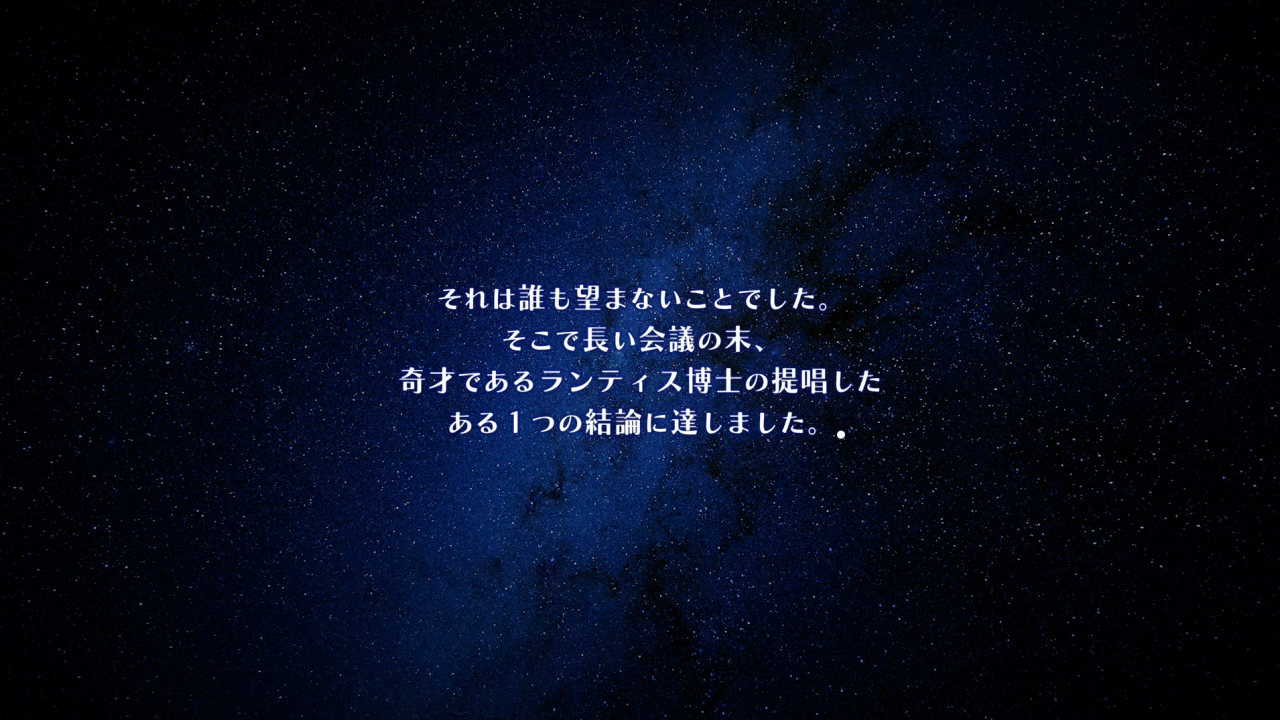 それは誰も望まないことでした。
そこで長い会議の末、
奇才であるランティス博士の提唱した
ある１つの結論に達しました。